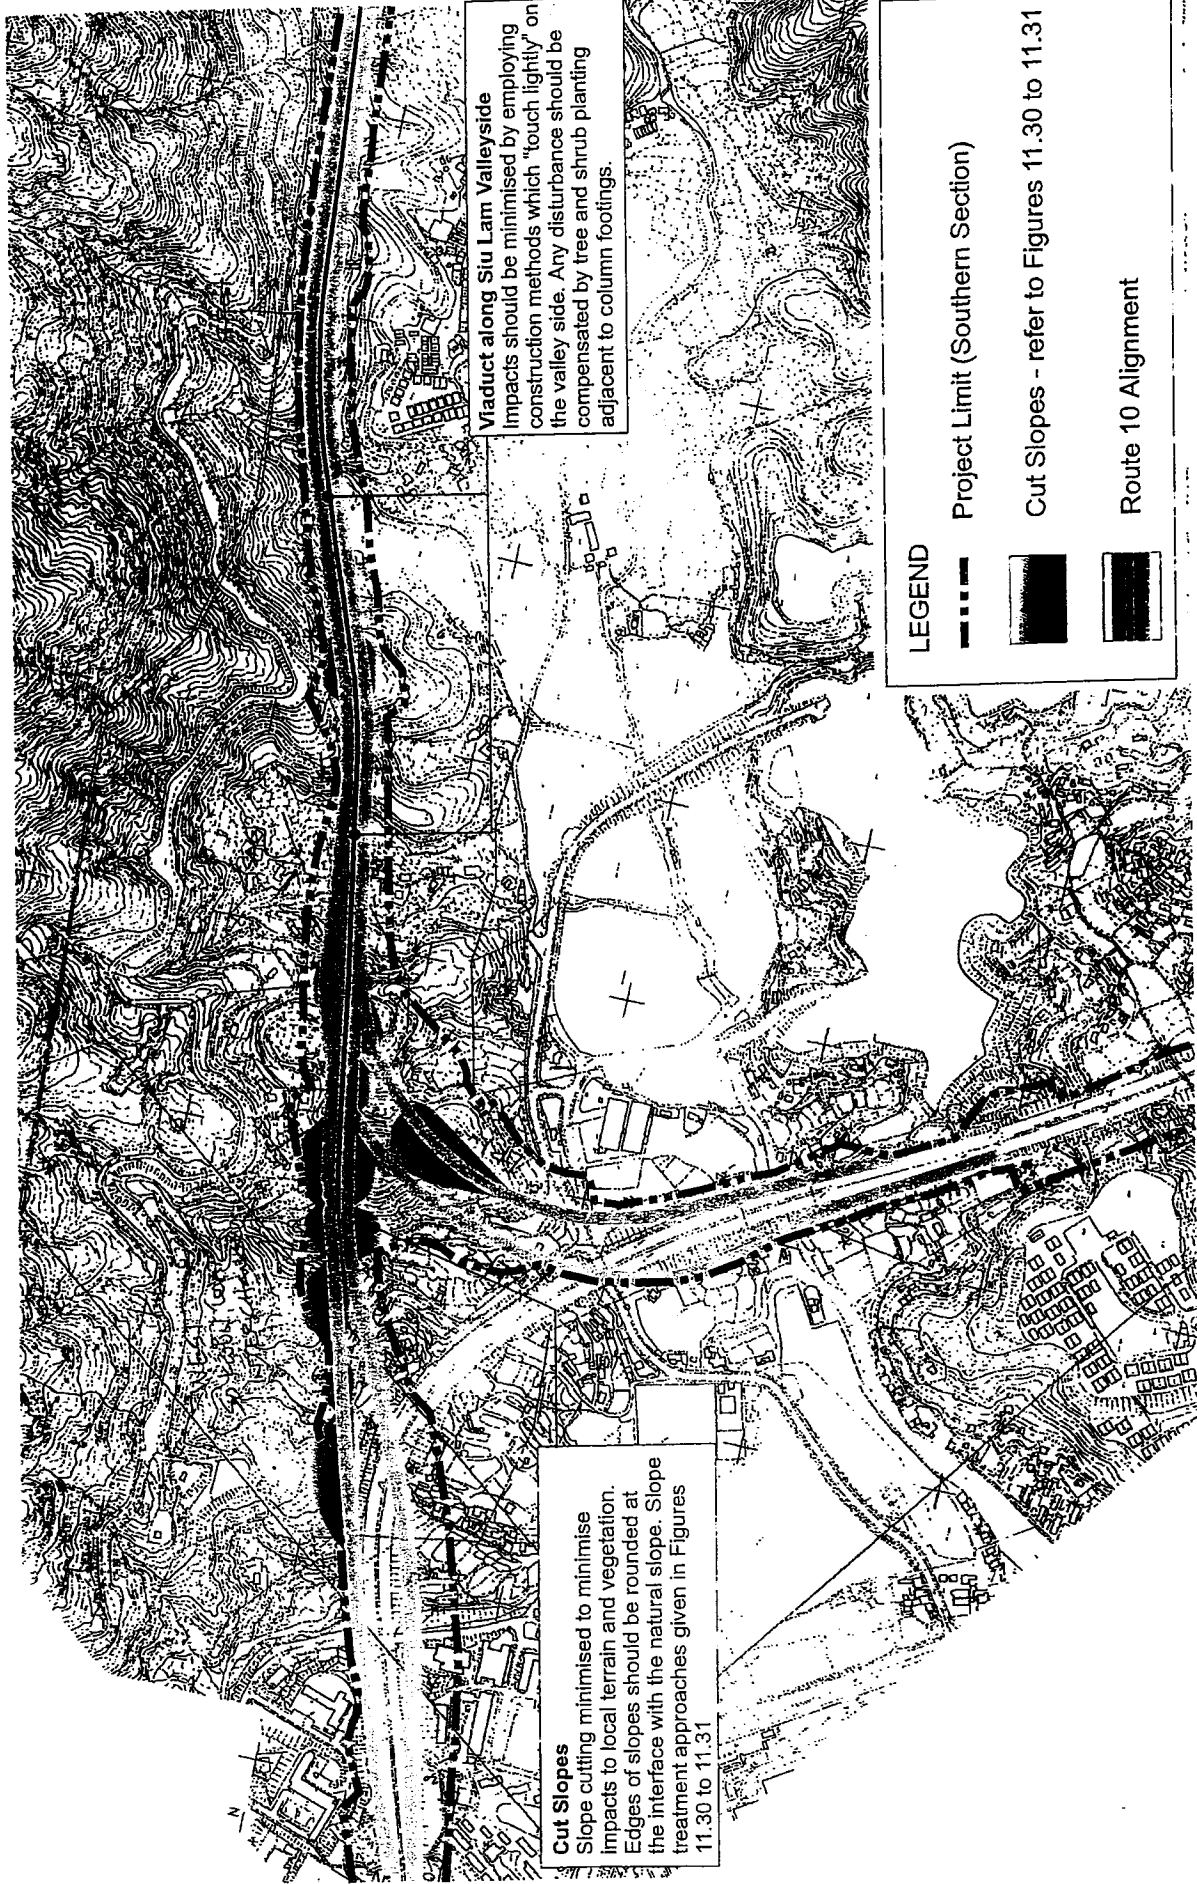 Viaduct along Siu Lam Valleyside
Impacts should be minimised by employing
construction methods which "touch lightly" on
the valley side. Any disturbance should be
compensated by tree and shrub planting
adjacent to column footings.
Cut Slopes
Slope cutting minimised to minimise
impacts to local terrain and vegetation.
Edges of slopes should be rounded at
the interface with the natural slope. Slope
treatment approaches given in Figures
11.30 to 11.31
LEGEND
Project Limit (Southern Section)
Cut Slopes - refer to Figures 11.30 to 11.31
Route 10 Alignment
N